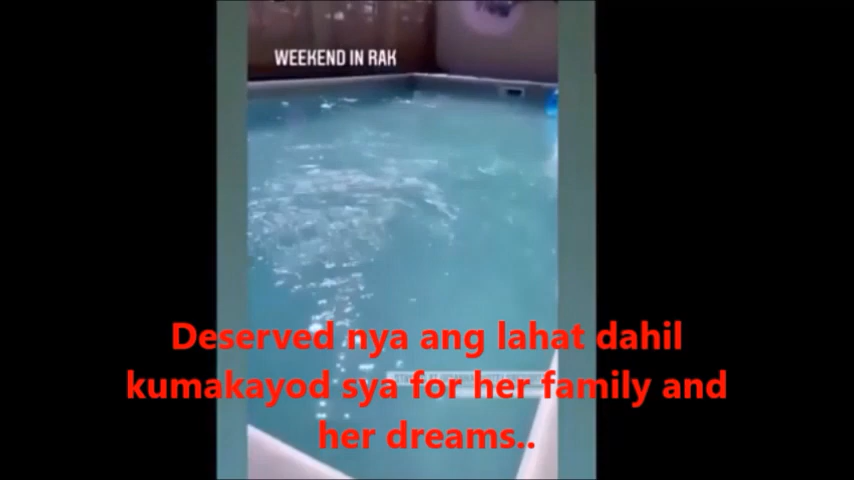 WEEKEND IN RAK
Deserved nya ang lahat dahil
kumakayod sya for her family and
her dreams..